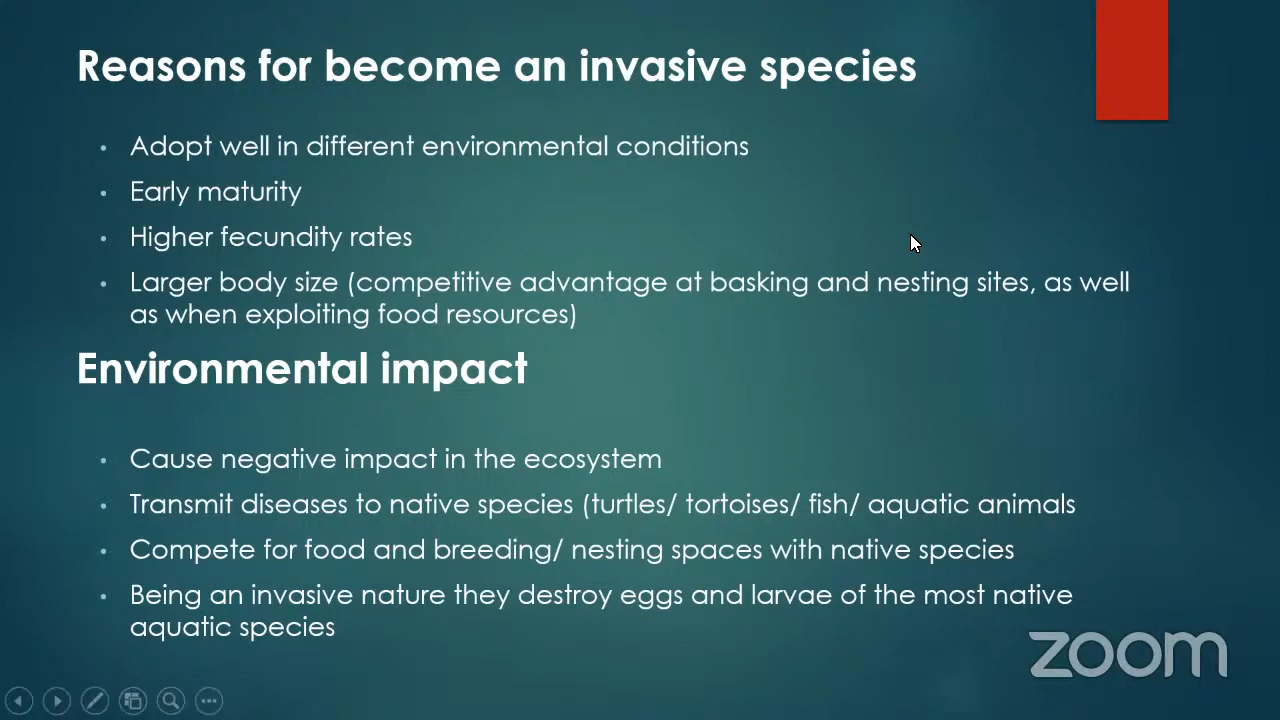 Reasons for become an invasive species
• Adopt well in different environmental conditions
• Early maturity
• Higher fecundity rates
• Larger body size (competitive advantage at basking and nesting sites, as well
as when exploiting food resources)
Environmental impact
• Cause negative impact in the ecosystem
• Transmit diseases to native species (turtles/ tortoises/ fish/ aquatic animals
• Compete for food and breeding/ nesting spaces with native species
• Being an invasive nature they destroy eggs and larvae of the most native
aquatic species
zoom